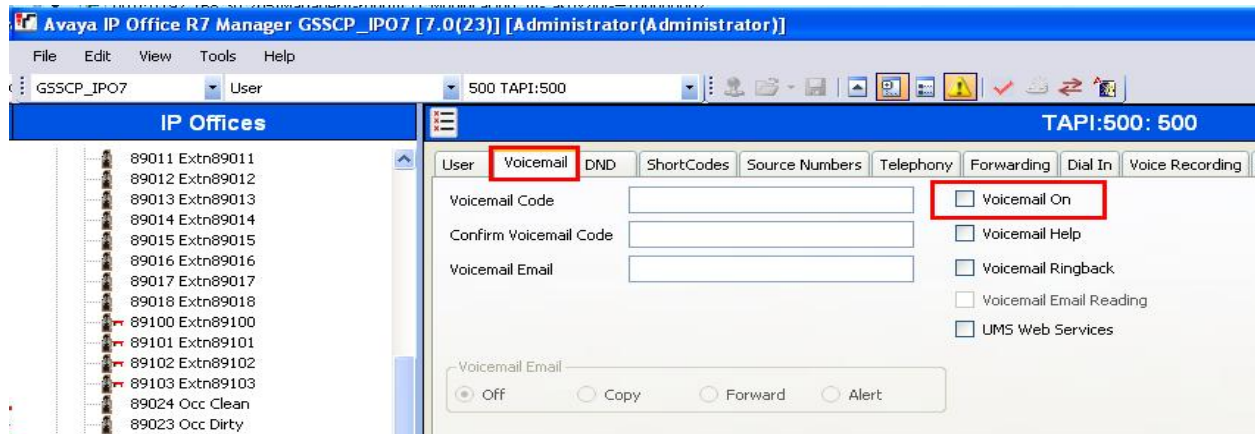 Avaya IP Office R7 Manager GSSCP_IPO7 [7.0(23)] [Administrator(Administrator)]
File Edit View Tools Help
GSSCP_IPO7 User 500 TAPI:500
IP Offices
TAPI:500: 500
89011 Extn89011
89012 Extn89012
89013 Extn89013
89014 Extn89014
89015 Extn89015
89016 Extn89016
89017 Extn89017
89018 Extn89018
89100 Extn89100
89101 Extn89101
89102 Extn89102
89103 Extn89103
89024 Occ Clean
89023 Occ Dirty
User Voicemail DND ShortCodes Source Numbers Telephony Forwarding Dial In Voice Recording
Voicemail Code
Voicemail On
Confirm Voicemail Code
Voicemail Help
Voicemail Email
Voicemail Ringback
Voicemail Email Reading
UMS Web Services
Voicemail Email
Off Copy Forward Alert